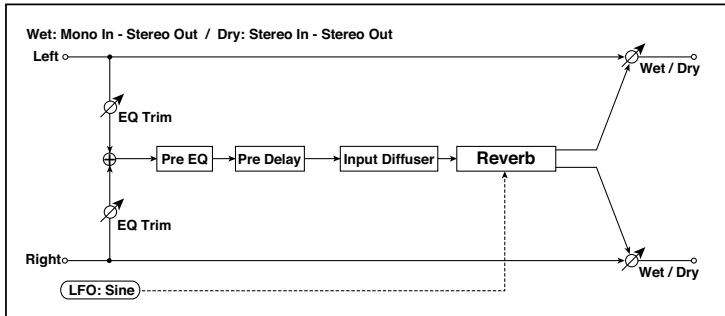 Wet: Mono In - Stereo Out / Dry: Stereo In - Stereo Out
Left
Wet / Dry
EQ Trim
Pre EQ
Pre Delay
Input Diffuser
Reverb
EQ Trim
Right
Wet / Dry
LFO: Sine